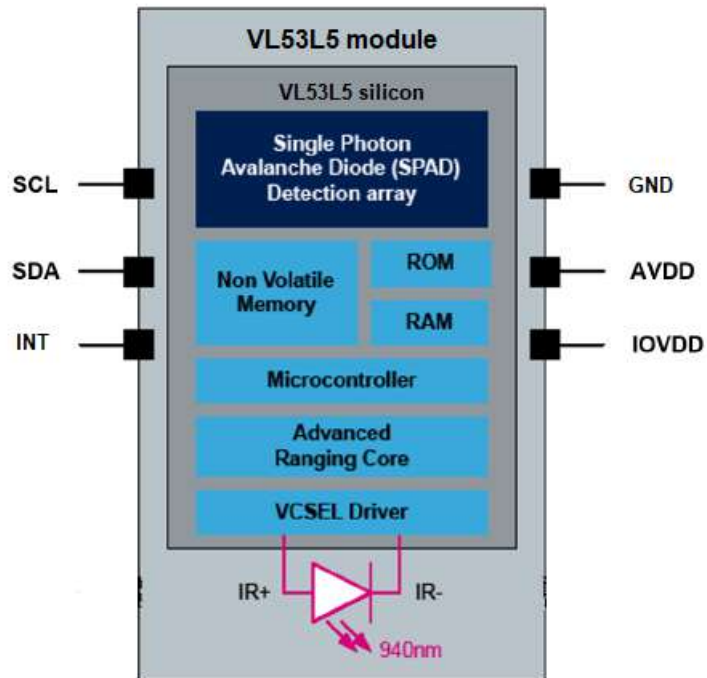 VL53L5 module
VL53L5 silicon
Single Photon
Avalanche Diode (SPAD)
Detection array
SCL
GND
SDA
AVDD
Non Volatile
Memory
ROM
RAM
INT
IOVDD
Microcontroller
Advanced
Ranging Core
VCSEL Driver
IR+
IR-
940nm